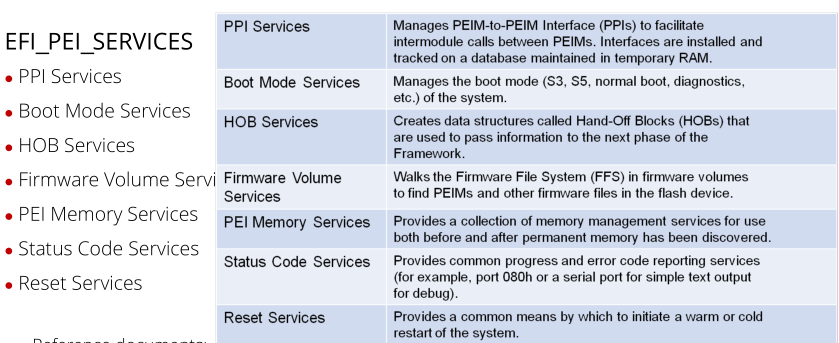 EFI_PEI_SERVICES
PPI Services
Boot Mode Services
HOB Services
Firmware Volume Servi
PEI Memory Services
Status Code Services
Reset Services
PPI Services
Manages PEIM-to-PEIM Interface (PPIs) to facilitate
intermodule calls between PEIMs. Interfaces are installed and
tracked on a database maintained in temporary RAM.
Boot Mode Services
Manages the boot mode (S3, S5, normal boot, diagnostics,
etc.) of the system.
HOB Services
Creates data structures called Hand-Off Blocks (HOBs) that
are used to pass information to the next phase of the
Framework.
Firmware Volume
Services
Walks the Firmware File System (FFS) in firmware volumes
to find PEIMs and other firmware files in the flash device.
PEI Memory Services
Provides a collection of memory management services for use
both before and after permanent memory has been discovered.
Status Code Services
Provides common progress and error code reporting services
(for example, port 080h or a serial port for simple text output
for debug).
Reset Services
Provides a common means by which to initiate a warm or cold
restart of the system.